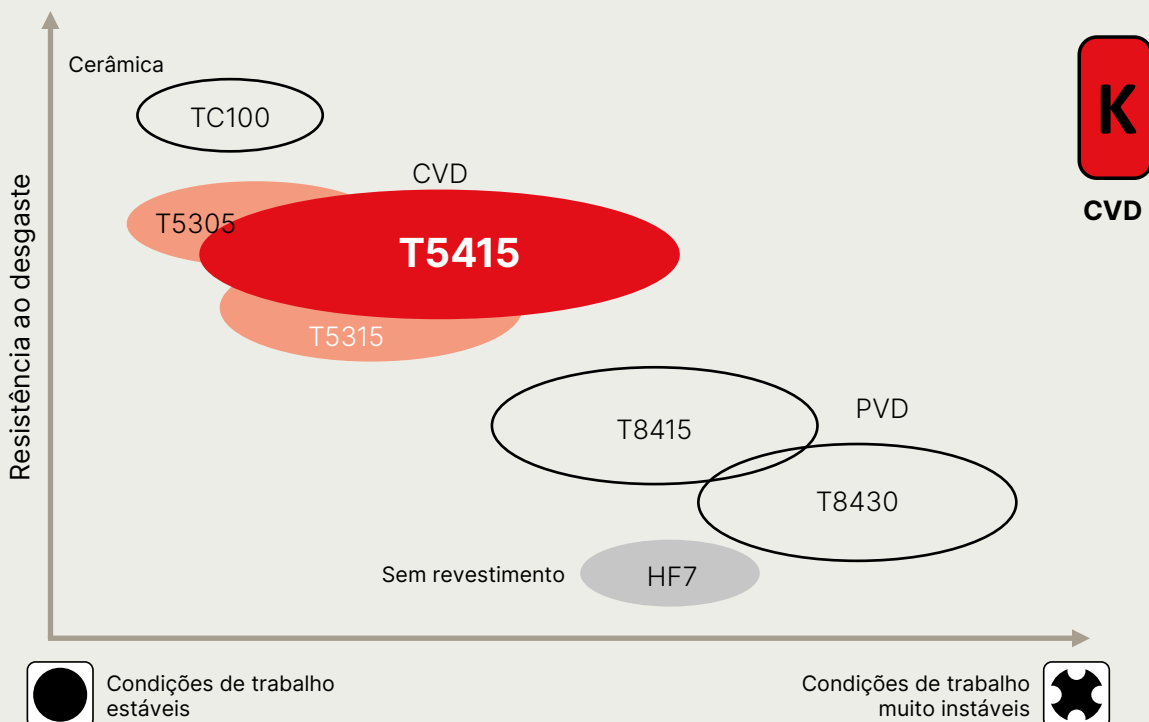 Cerâmica
TC100
K
CVD
CVD
T5305
T5415
T5315
Resistência ao desgaste
T8415
PVD
T8430
Sem revestimento
HF7
Condições de trabalho
estáveis
Condições de trabalho
muito instáveis